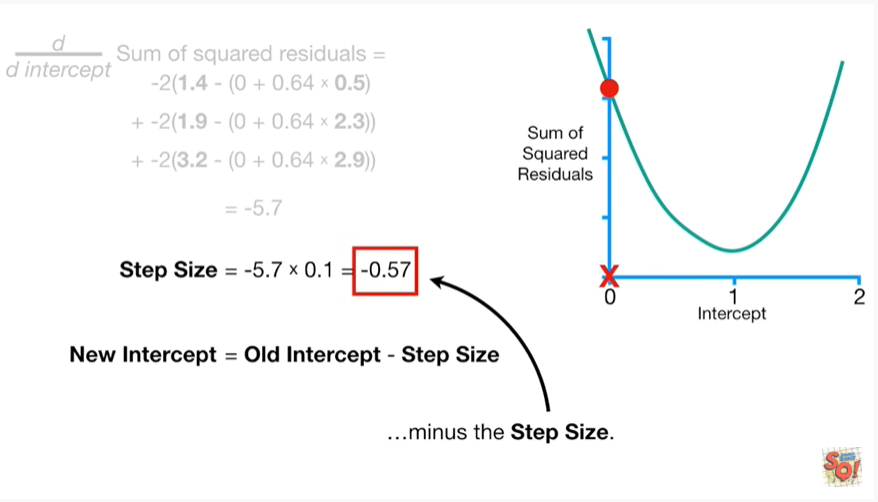 d
d intercept
Sum of squared residuals =
-2(1.4 - (0 + 0.64 × 0.5)
+ -2(1.9 - (0 + 0.64 × 2.3))
+ -2(3.2 - (0 + 0.64 × 2.9))
= -5.7
Step Size = -5.7 × 0.1 = -0.57
New Intercept = Old Intercept - Step Size
...minus the Step Size.
Sum of
Squared
Residuals
0 1 2
Intercept
SQ!